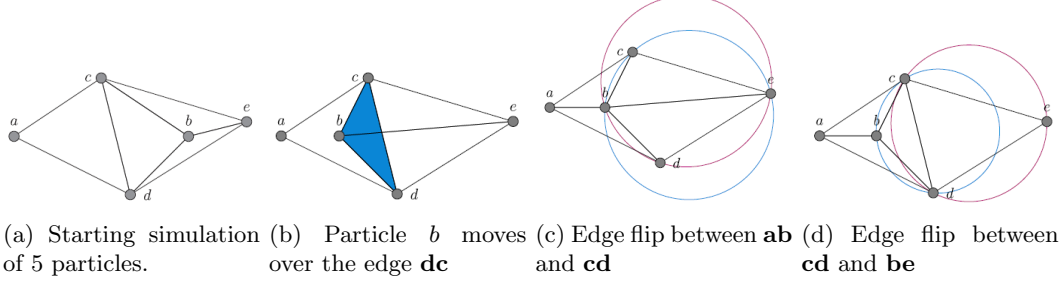 c
a
b
e
d
c
a
b
e
d
c
a
b
e
d
c
a
b
e
d
(a) Starting simulation of 5 particles.
(b) Particle b moves over the edge dc
(c) Edge flip between ab and cd
(d) Edge flip between cd and be